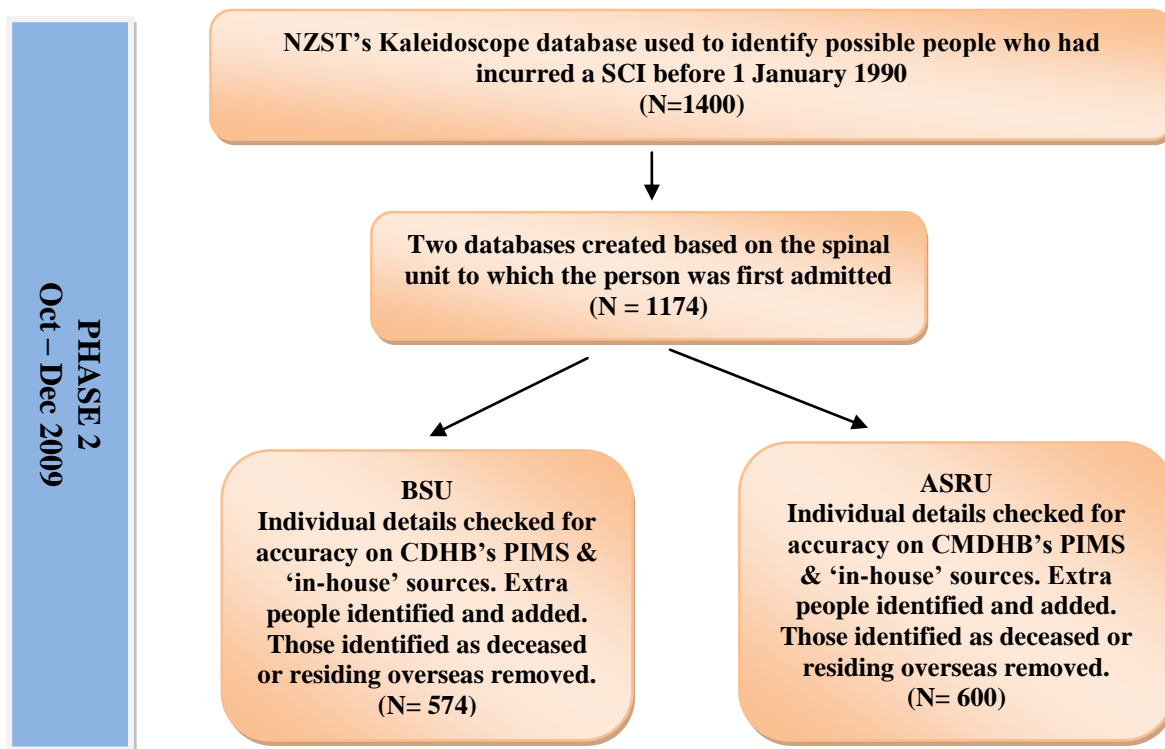 PHASE 2
Oct – Dec 2009
NZST’s Kaleidoscope database used to identify possible people who had
incurred a SCI before 1 January 1990
(N=1400)
Two databases created based on the spinal
unit to which the person was first admitted
(N = 1174)
BSU
Individual details checked for
accuracy on CDHB’s PIMS &
‘in-house’ sources. Extra
people identified and added.
Those identified as deceased
or residing overseas removed.
(N= 574)
ASRU
Individual details checked for
accuracy on CMDHB’s PIMS
& ‘in-house’ sources. Extra
people identified and added.
Those identified as deceased or
residing overseas removed.
(N= 600)